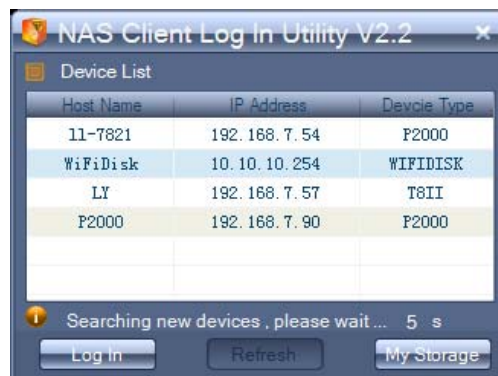 NAS Client Log In Utility V2.2 ×
Device List
Host Name IP Address Devcie Type
11-7821 192.168.7.54 P2000
WiFiDisk 10.10.10.254 WIFIDISK
LY 192.168.7.57 T8II
P2000 192.168.7.90 P2000
Searching new devices , please wait ... 5 s
Log In Refresh My Storage